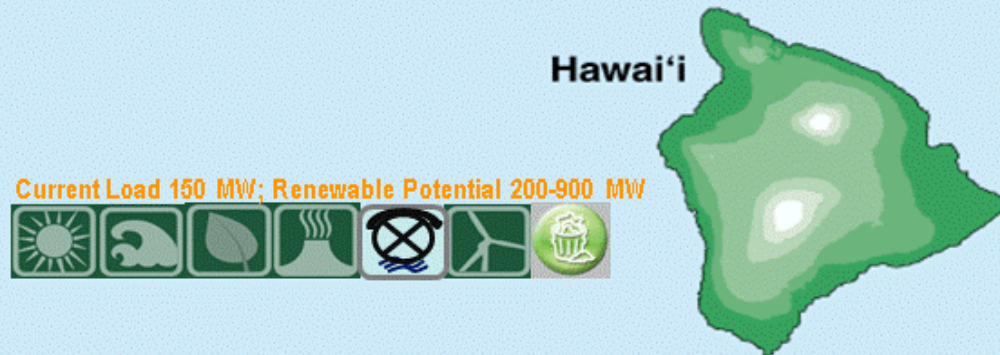 Hawai‘i
Current Load 150 MW; Renewable Potential 200-900 MW